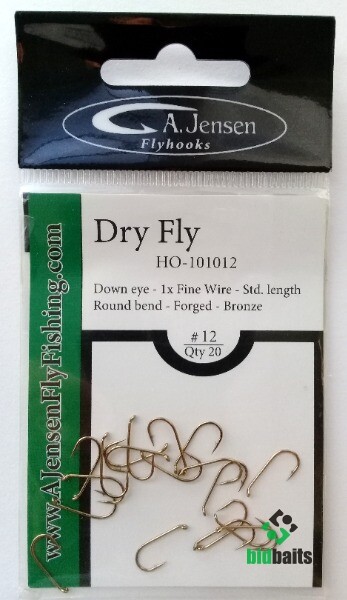 A. Jensen
Flyhooks
Dry Fly
HO-101012
Down eye - 1x Fine Wire - Std. length
Round bend - Forged - Bronze
# 12
Qty 20
www.AJensenFlyFishing.com
bidbaits